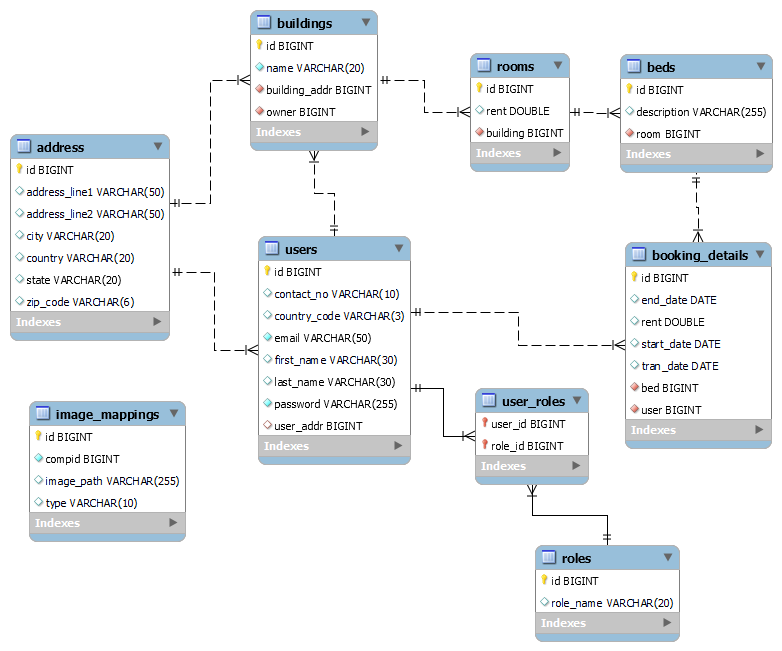 buildings
id BIGINT
name VARCHAR(20)
building_addr BIGINT
owner BIGINT
Indexes
rooms
id BIGINT
rent DOUBLE
building BIGINT
Indexes
beds
id BIGINT
description VARCHAR(255)
room BIGINT
Indexes
address
id BIGINT
address_line1 VARCHAR(50)
address_line2 VARCHAR(50)
city VARCHAR(20)
country VARCHAR(20)
state VARCHAR(20)
zip_code VARCHAR(6)
Indexes
users
id BIGINT
contact_no VARCHAR(10)
country_code VARCHAR(3)
email VARCHAR(50)
first_name VARCHAR(30)
last_name VARCHAR(30)
password VARCHAR(255)
user_addr BIGINT
Indexes
booking_details
id BIGINT
end_date DATE
rent DOUBLE
start_date DATE
tran_date DATE
bed BIGINT
user BIGINT
Indexes
image_mappings
id BIGINT
compid BIGINT
image_path VARCHAR(255)
type VARCHAR(10)
Indexes
user_roles
user_id BIGINT
role_id BIGINT
Indexes
roles
id BIGINT
role_name VARCHAR(20)
Indexes